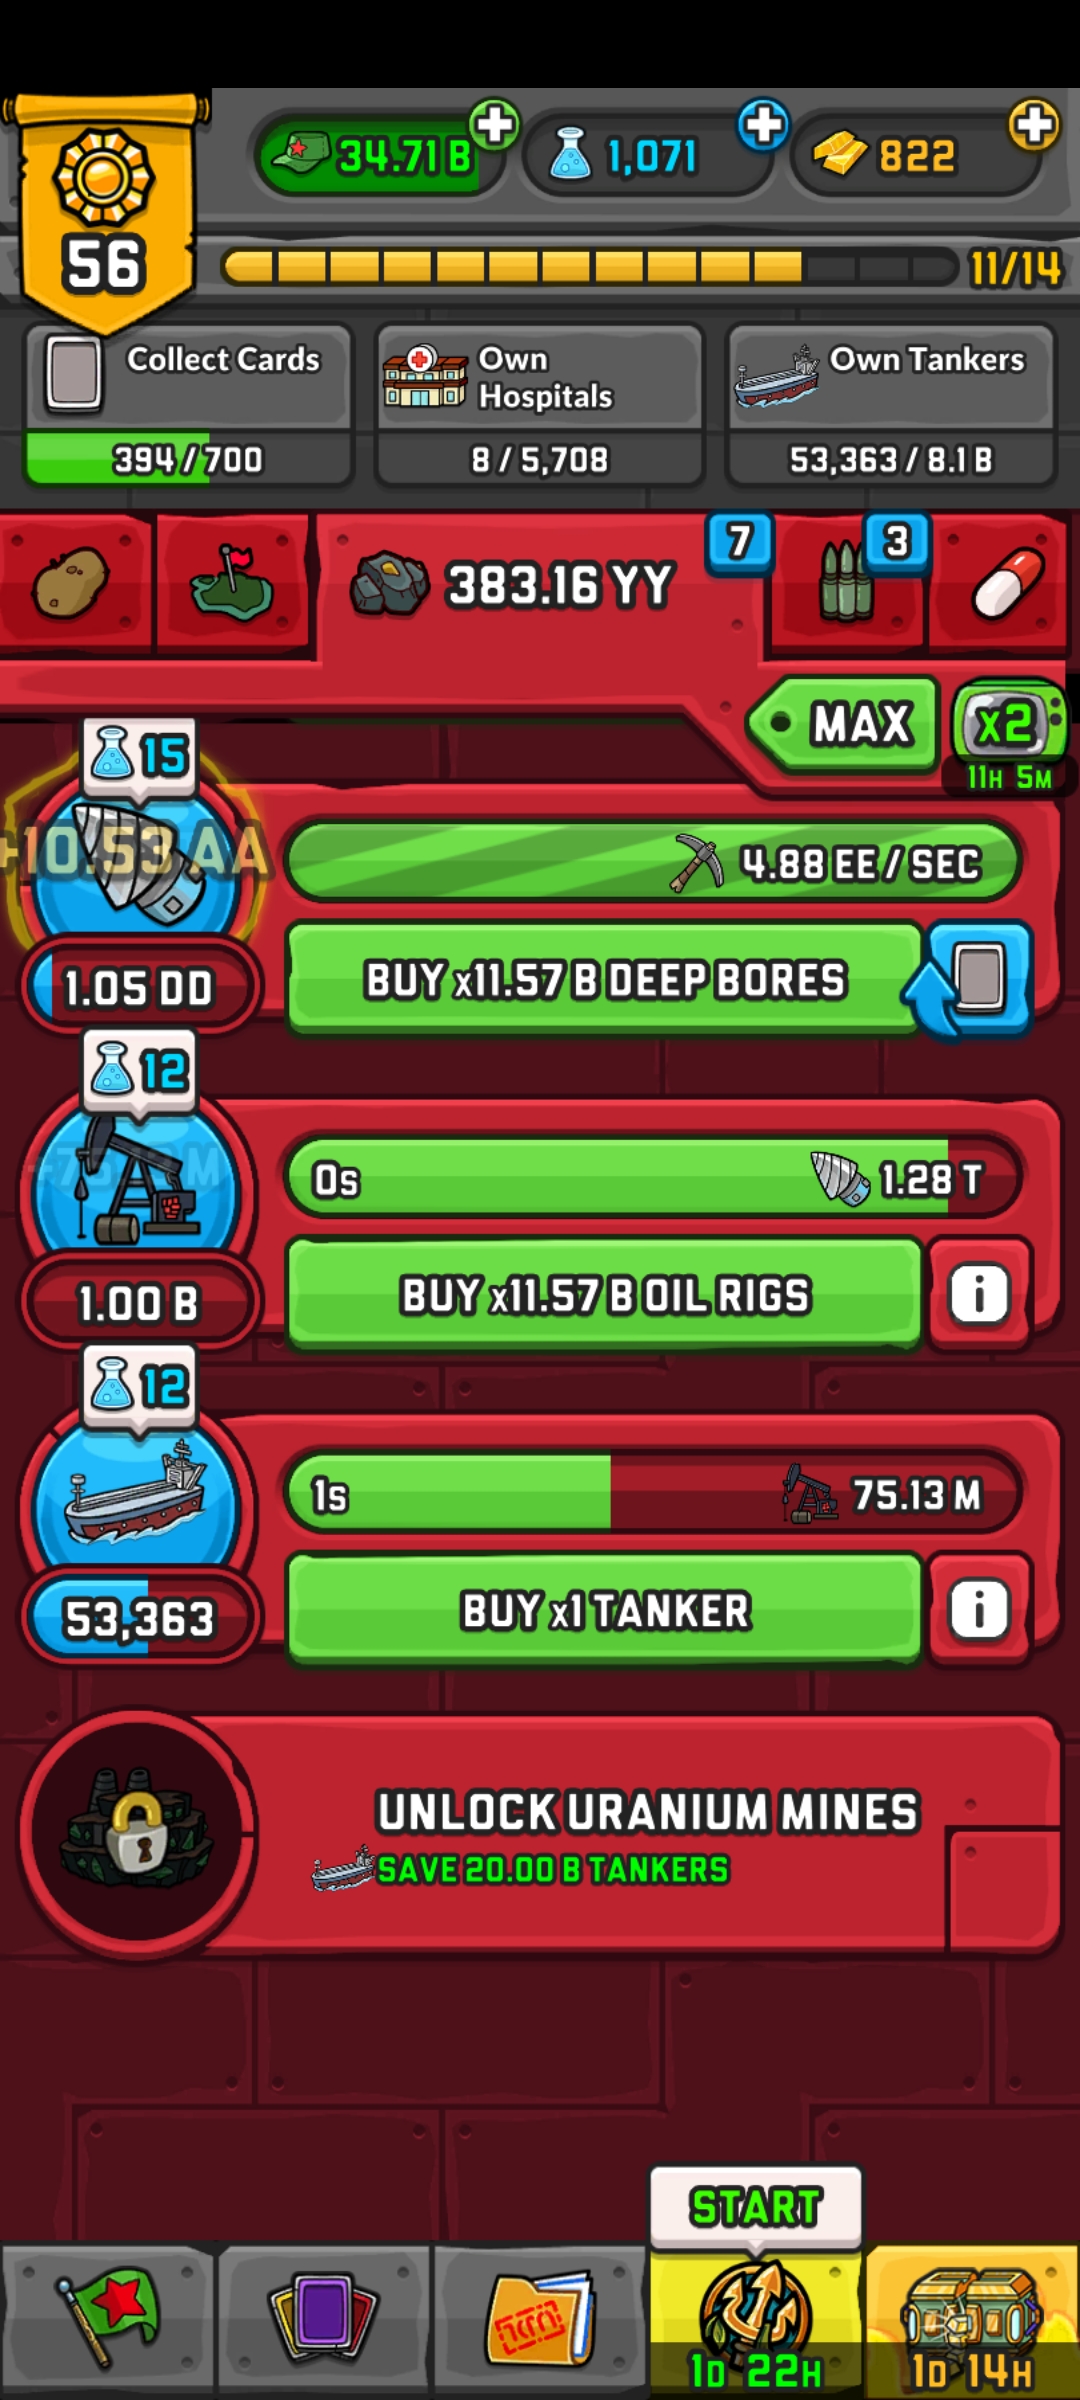 56
34.71 B
1,071
822
11/14
Collect Cards
394 / 700
Own
Hospitals
8 / 5,708
Own Tankers
53,363 / 8.1 B
383.16 YY
7
3
MAX
x2
11H 5M
15
+10.53 AA
4.88 EE / SEC
1.05 DD
BUY x11.57 B DEEP BORES
12
0s
1.28 T
1.00 B
BUY x11.57 B OIL RIGS
i
12
1s
75.13 M
53,363
BUY x1 TANKER
i
UNLOCK URANIUM MINES
SAVE 20.00 B TANKERS
START
1D 22H
1D 14H